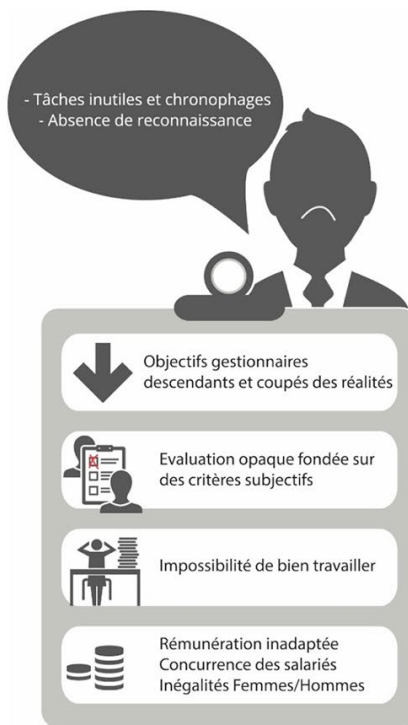 - Tâches inutiles et chronophages
- Absence de reconnaissance
Objectifs gestionnaires
descendants et coupés des réalités
Evaluation opaque fondée sur
des critères subjectifs
Impossibilité de bien travailler
Rémunération inadaptée
Concurrence des salariés
Inégalités Femmes/Hommes